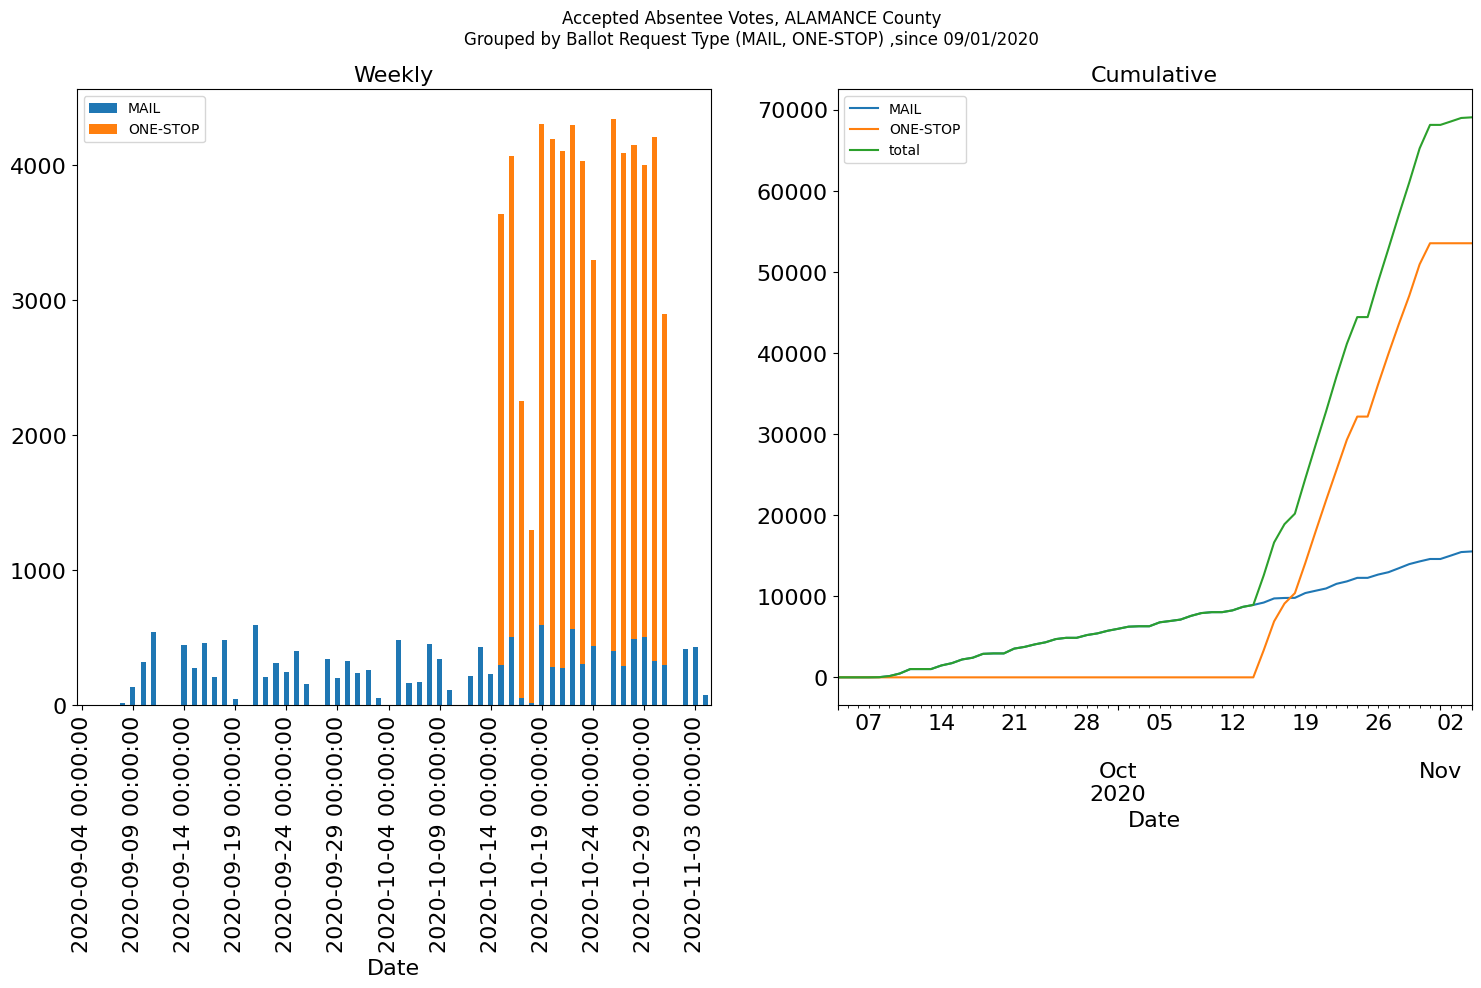 Accepted Absentee Votes, ALAMANCE County
Grouped by Ballot Request Type (MAIL, ONE-STOP) ,since 09/01/2020
Weekly
MAIL
ONE-STOP
4000
3000
2000
1000
0
2020-09-04 00:00:00
2020-09-09 00:00:00
2020-09-14 00:00:00
2020-09-19 00:00:00
2020-09-24 00:00:00
2020-09-29 00:00:00
2020-10-04 00:00:00
2020-10-09 00:00:00
2020-10-14 00:00:00
2020-10-19 00:00:00
2020-10-24 00:00:00
2020-10-29 00:00:00
2020-11-03 00:00:00
Date
Cumulative
MAIL
ONE-STOP
total
70000
60000
50000
40000
30000
20000
10000
0
07 14 21 28 05 12 19 26 02
Oct Nov
2020
Date